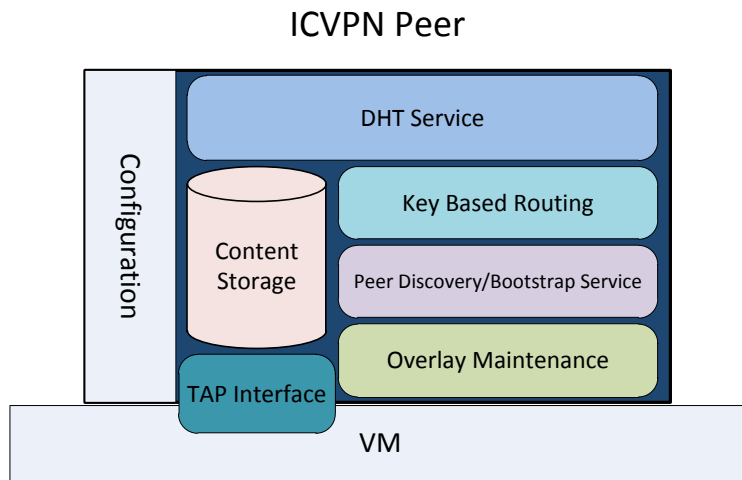 ICVPN Peer
DHT Service
Configuration
Key Based Routing
Content
Storage
Peer Discovery/Bootstrap Service
Overlay Maintenance
TAP Interface
VM